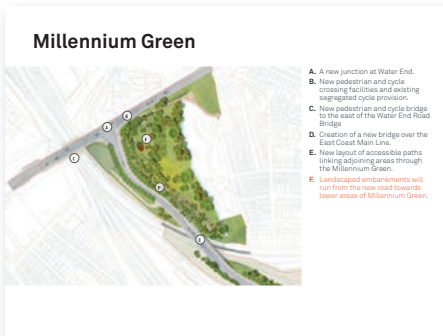 Millennium Green
A. A new junction at Water End.
B. New pedestrian and cycle
crossing facilities and existing
segregated cycle provision.
C. New pedestrian and cycle bridge
to the east of the Water End Road
Bridge
D. Creation of a new bridge over the
East Coast Main Line.
E. New layout of accessible paths
linking adjoining areas through
the Millennium Green.
F. Landscaped embankments will
run from the new road towards
lower areas of Millennium Green.